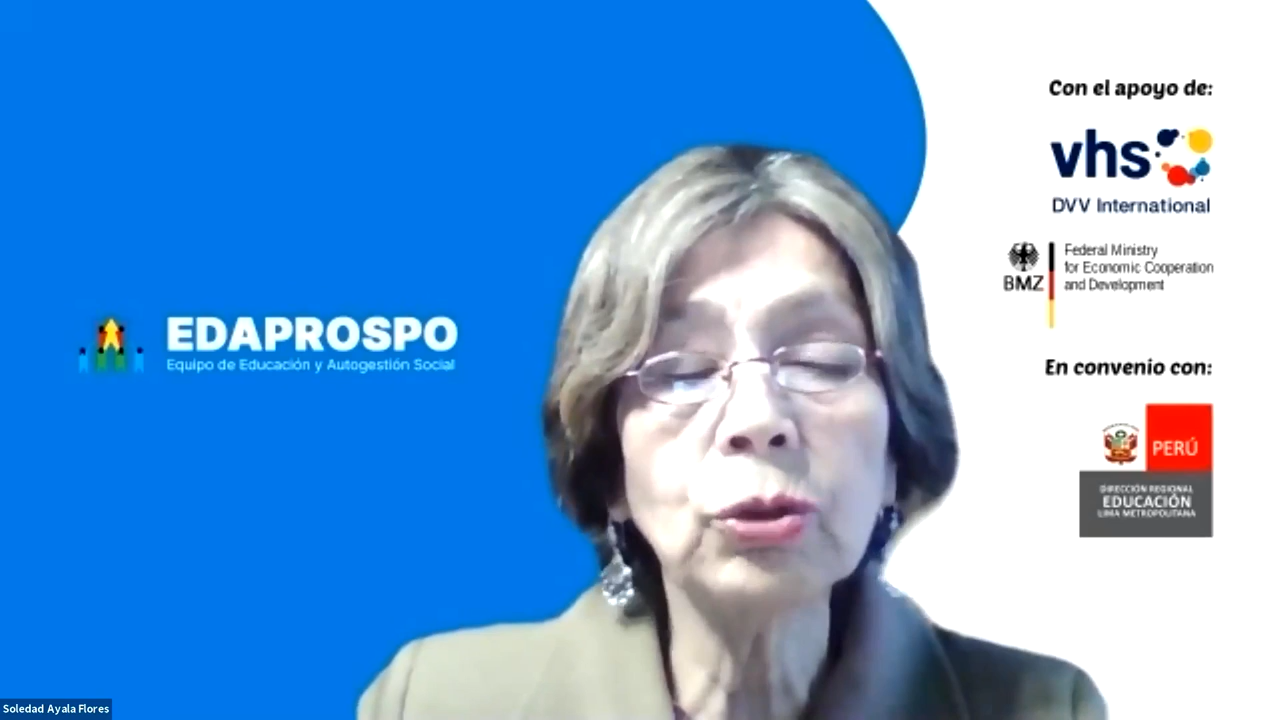 Con el apoyo de:
vhs
DVV International
BMZ
Federal Ministry
for Economic Cooperation
and Development
EDAPROSPO
Equipo de Educación y Autogestión Social
En convenio con:
PERÚ
DIRECCIÓN REGIONAL
EDUCACIÓN
LIMA METROPOLITANA
Soledad Ayala Flores